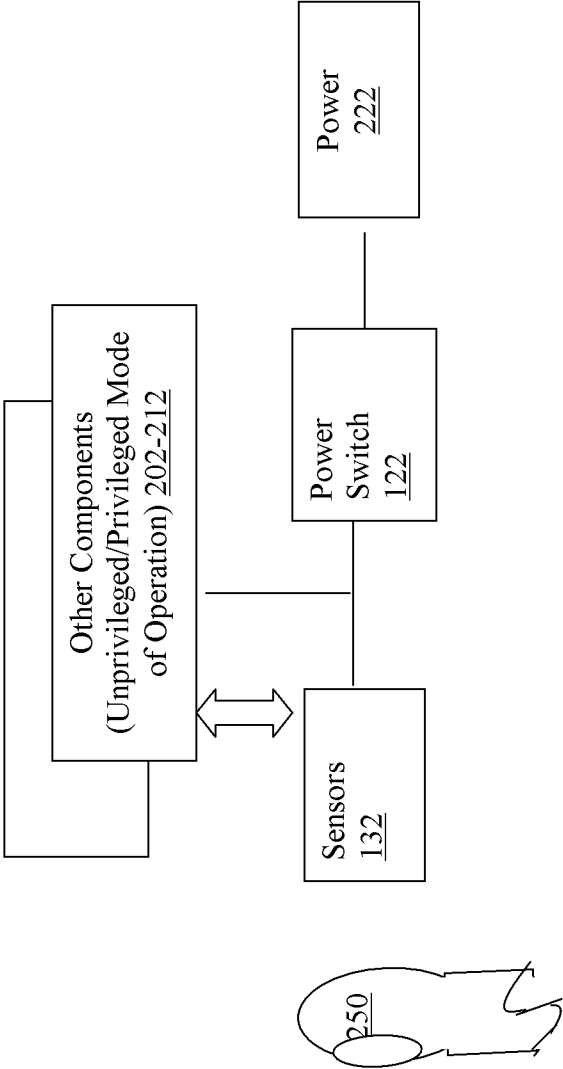 Other Components
(Unprivileged/Privileged Mode
of Operation) 202-212
250
Sensors
132
Power
Switch
122
Power
222